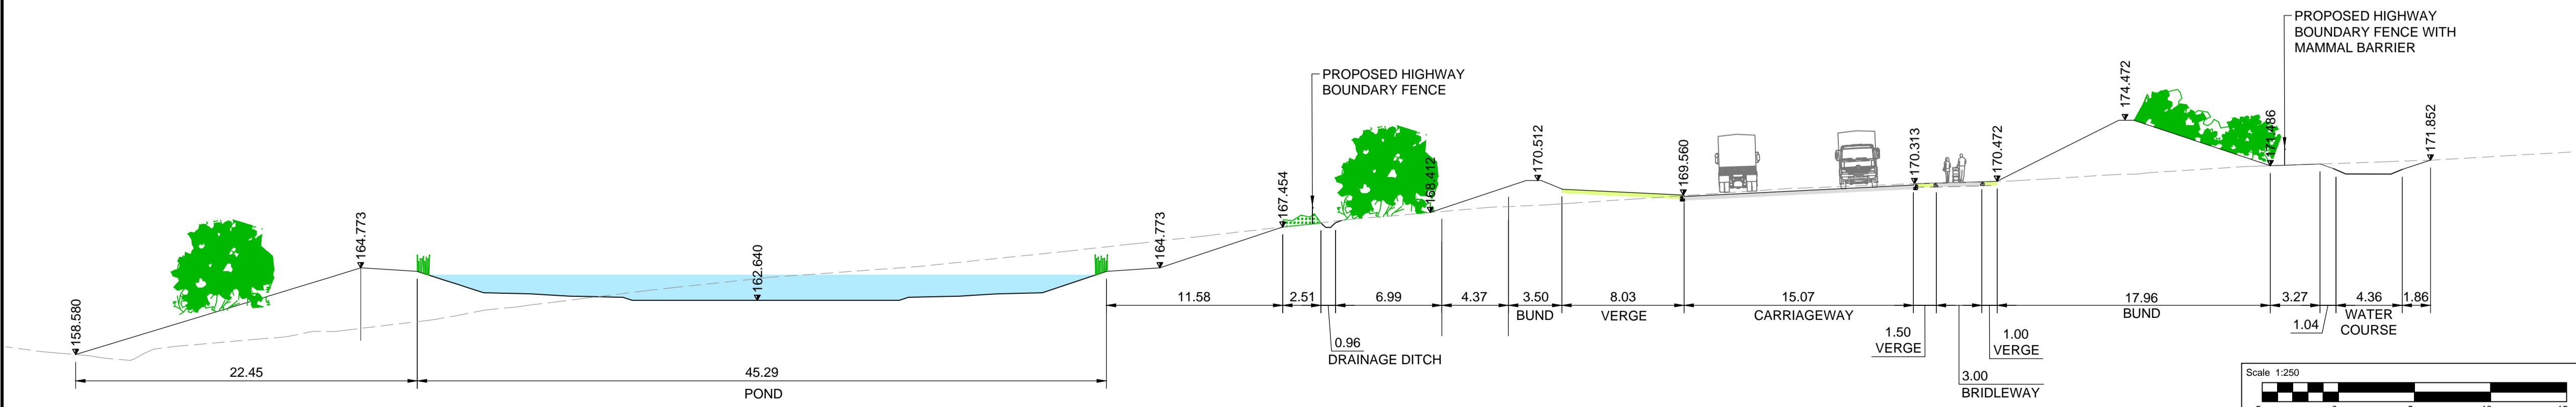 PROPOSED HIGHWAY
BOUNDARY FENCE WITH
MAMMAL BARRIER
PROPOSED HIGHWAY
BOUNDARY FENCE
158.580
164.773
162.640
164.773
167.454
168.412
170.512
169.560
170.313
170.472
174.472
171.486
171.852
11.58
2.51
6.99
4.37
3.50
8.03
15.07
17.96
3.27
4.36
1.86
BUND
VERGE
CARRIAGEWAY
BUND
WATER
COURSE
1.04
0.96
DRAINAGE DITCH
1.50
VERGE
1.00
VERGE
3.00
BRIDLEWAY
22.45
45.29
POND
Scale 1:250